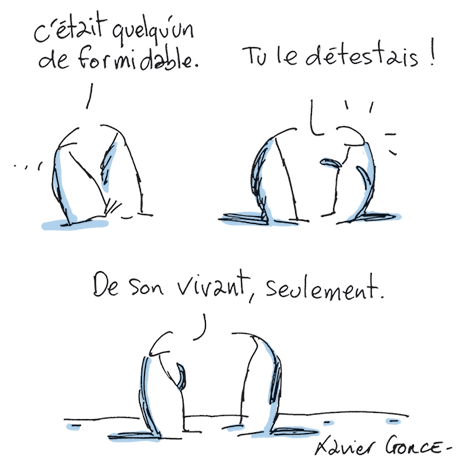 c'était quelqu'un
de formidable.
Tu le détestais !
De son vivant, seulement.
Xavier Gorce-